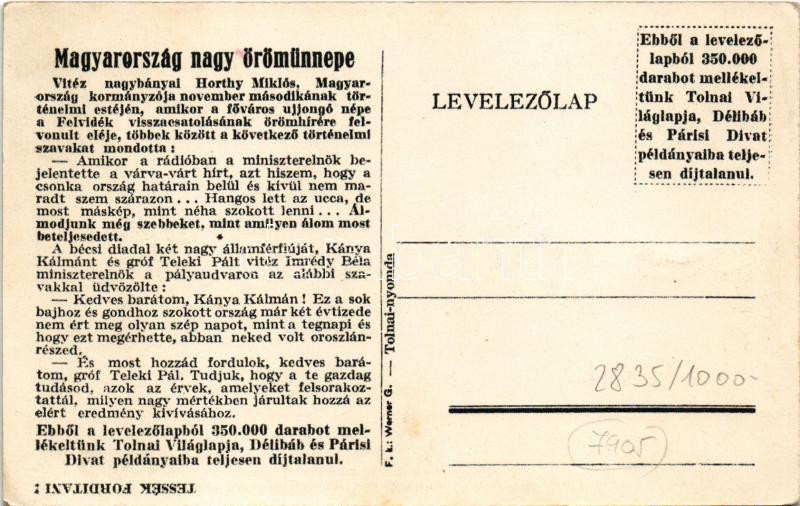 Magyarország nagy örömünnepe
Vitéz nagybányai Horthy Miklós, Magyar-
ország kormányzója november másodikának tör-
ténelmi estéjén, amikor a főváros ujjongó népe
a Felvidék visszacsatolásának örömhírére fel-
vonult eléje, többek között a következő történelmi
szavakat mondotta:
— Amikor a rádióban a miniszterelnök be-
jelentette a várva-várt hírt, azt hiszem, hogy a
csonka ország határain belül és kívül nem ma-
radt szem szárazon... Hangos lett az ucca, de
most másképp, mint néha szokott lenni... Ál-
modjunk még szebbeket, mint amilyen álom most
beteljesedett.
A bécsi diadal két nagy államférfiúját, Kánya
Kálmánt és gróf Teleki Pált vitéz Imrédy Béla
miniszterelnök a pályaudvaron az alábbi sza-
vakkal üdvözölte:
— Kedves barátom, Kánya Kálmán! Ez a sok
bajhoz és gondhoz szokott ország már két évtizede
nem ért meg olyan szép napot, mint a tegnapi és
hogy ezt megérhette, abban neked volt oroszlán-
részed.
— És most hozzád fordulok, kedves bará-
tom, gróf Teleki Pál. Tudjuk, hogy a te gazdag
tudásod, azok az érvek, amelyeket felsorakoz-
tattál, milyen nagy mértékben járultak hozzá az
elért eredmény kivívásához.
Ebből a levelezőlapból 350.000 darabot mel-
lékeltünk Tolnai Világlapja, Délibáb és Párisi
Divat példányaiba teljesen díjtalanul.
TESSÉK FORDITANI!
F. k.: Werner G. — Tolnai-nyomda
LEVELEZŐLAP
Ebből a levelező-
lapból 350.000
darabot mellékel-
tünk Tolnai Vi-
láglapja, Délibáb
és Párisi Divat
példányaiba telje-
sen díjtalanul.
2835/1000-
7905